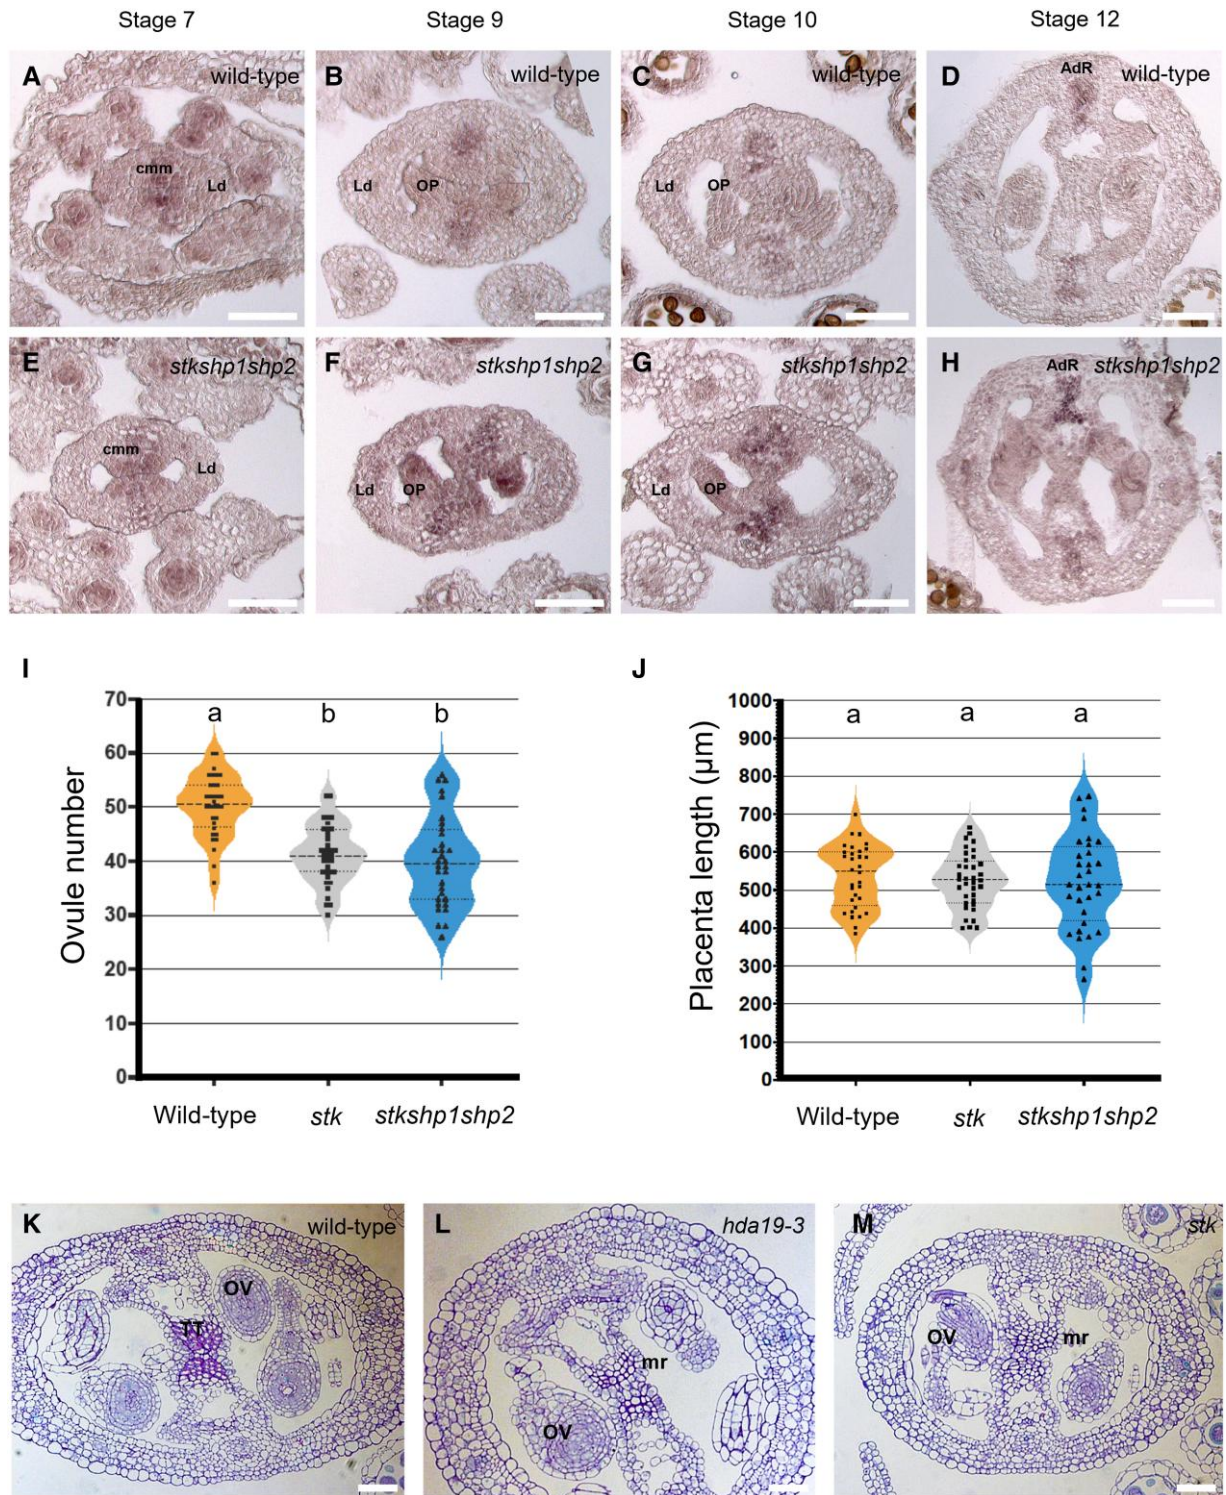 Stage 7 Stage 9 Stage 10 Stage 12
A wild-type B wild-type C wild-type D AdR wild-type
cmm Ld Ld OP Ld OP
E stkshp1shp2 F stkshp1shp2 G stkshp1shp2 H AdR stkshp1shp2
cmm Ld Ld OP Ld OP
I J
Ovule number
70
60
50
40
30
20
10
0
a b b
Wild-type stk stkshp1shp2
Placenta length (µm)
1000
900
800
700
600
500
400
300
200
100
0
a a a
Wild-type stk stkshp1shp2
K wild-type L hda19-3 M stk
OV TT
mr OV
OV mr